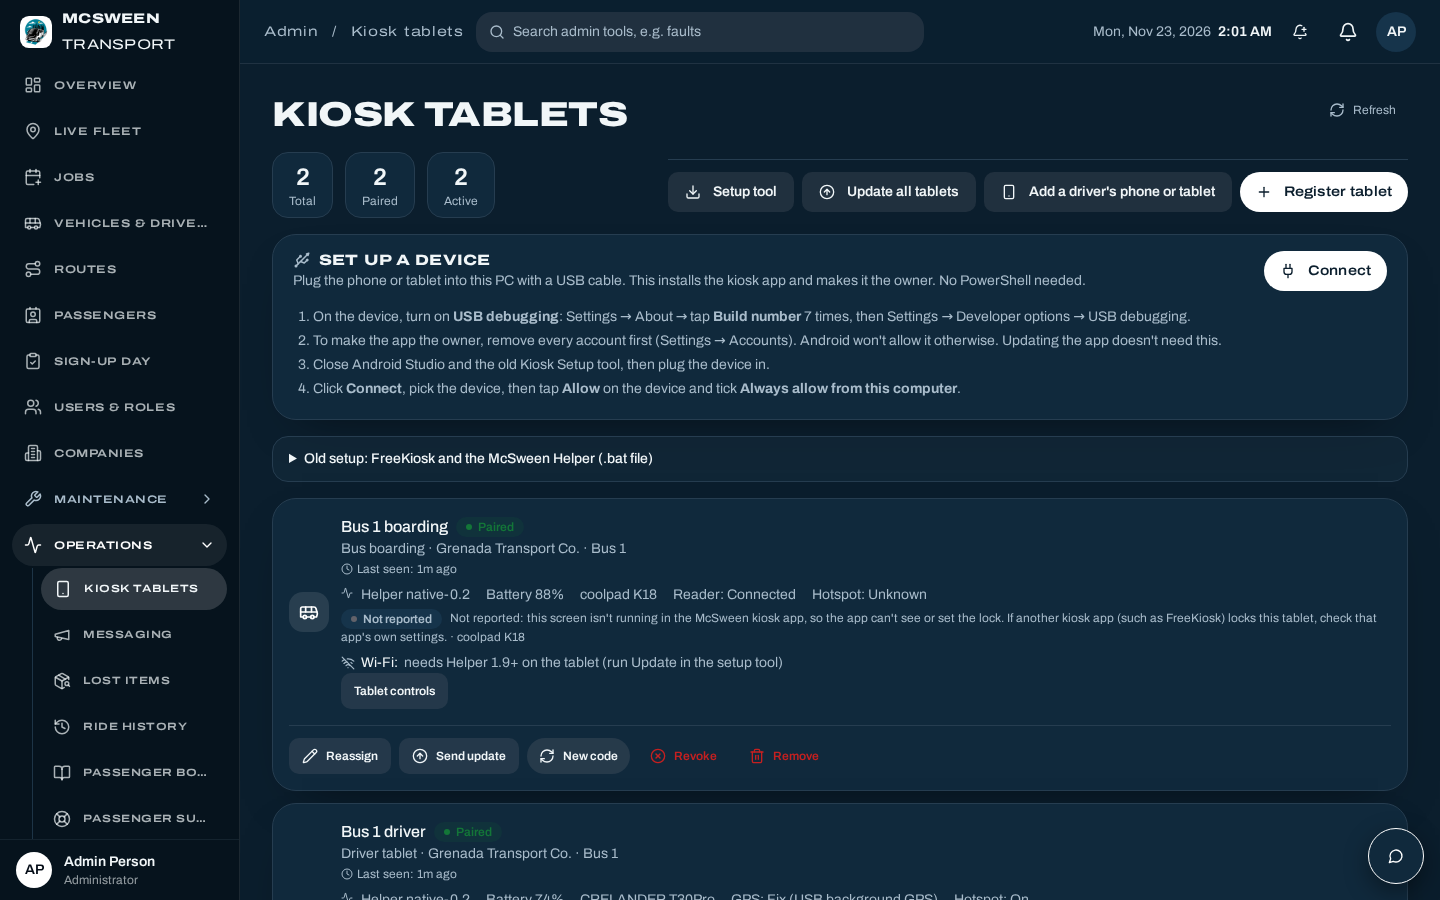 MCSWEEN
TRANSPORT
OVERVIEW
LIVE FLEET
JOBS
VEHICLES & DRIVE...
ROUTES
PASSENGERS
SIGN-UP DAY
USERS & ROLES
COMPANIES
MAINTENANCE
OPERATIONS
KIOSK TABLETS
MESSAGING
LOST ITEMS
RIDE HISTORY
PASSENGER BO...
PASSENGER SU...
AP
Admin Person
Administrator
Admin / Kiosk tablets
Search admin tools, e.g. faults
Mon, Nov 23, 2026 2:01 AM
AP
KIOSK TABLETS
Refresh
2 Total
2 Paired
2 Active
Setup tool
Update all tablets
Add a driver's phone or tablet
Register tablet
SET UP A DEVICE
Plug the phone or tablet into this PC with a USB cable. This installs the kiosk app and makes it the owner. No PowerShell needed.
Connect
1. On the device, turn on USB debugging: Settings → About → tap Build number 7 times, then Settings → Developer options → USB debugging.
2. To make the app the owner, remove every account first (Settings → Accounts). Android won't allow it otherwise. Updating the app doesn't need this.
3. Close Android Studio and the old Kiosk Setup tool, then plug the device in.
4. Click Connect, pick the device, then tap Allow on the device and tick Always allow from this computer.
Old setup: FreeKiosk and the McSween Helper (.bat file)
Bus 1 boarding Paired
Bus boarding · Grenada Transport Co. · Bus 1
Last seen: 1m ago
Helper native-0.2 Battery 88% coolpad K18 Reader: Connected Hotspot: Unknown
Not reported Not reported: this screen isn't running in the McSween kiosk app, so the app can't see or set the lock. If another kiosk app (such as FreeKiosk) locks this tablet, check that
app's own settings. · coolpad K18
Wi-Fi: needs Helper 1.9+ on the tablet (run Update in the setup tool)
Tablet controls
Reassign
Send update
New code
Revoke
Remove
Bus 1 driver Paired
Driver tablet · Grenada Transport Co. · Bus 1
Last seen: 1m ago
Helper native-0.2 Battery 74% CRELANDER T30Pro GPS: Fix (USB background GPS) Hotspot: On